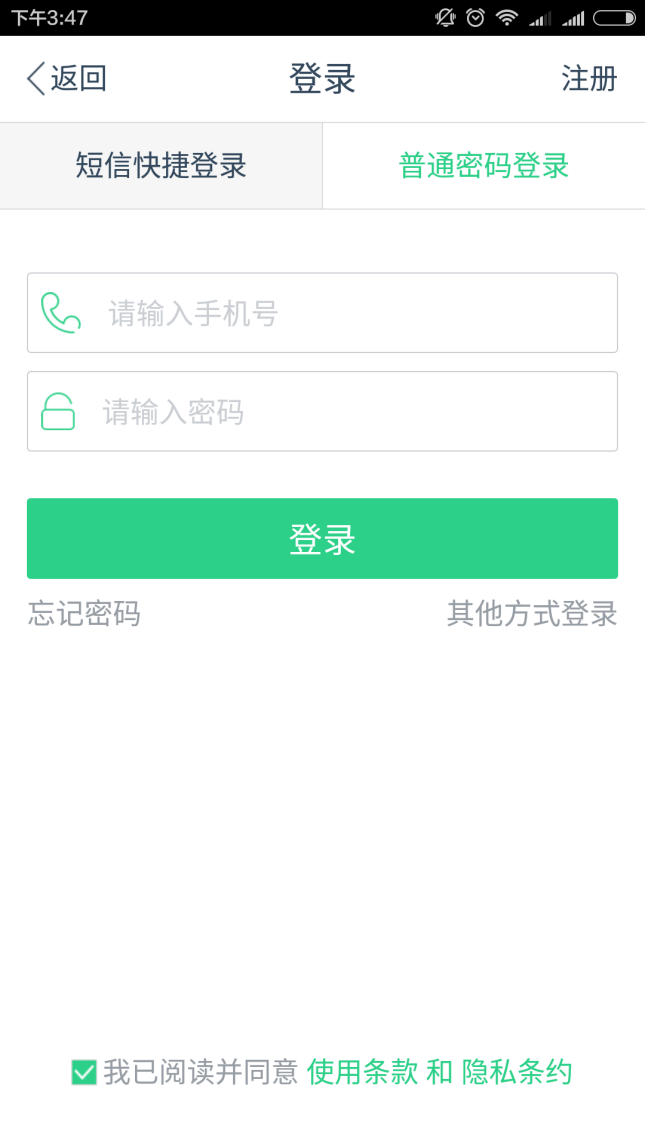 下午3:47
返回 登录 注册
短信快捷登录 普通密码登录
请输入手机号
请输入密码
登录
忘记密码 其他方式登录
我已阅读并同意 使用条款 和 隐私条约